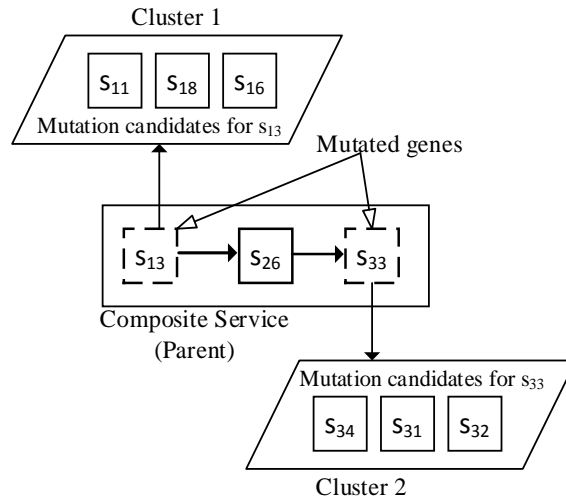 Cluster 1
s11 s18 s16
Mutation candidates for s13
Mutated genes
s13 s26 s33
Composite Service
(Parent)
Mutation candidates for s33
s34 s31 s32
Cluster 2